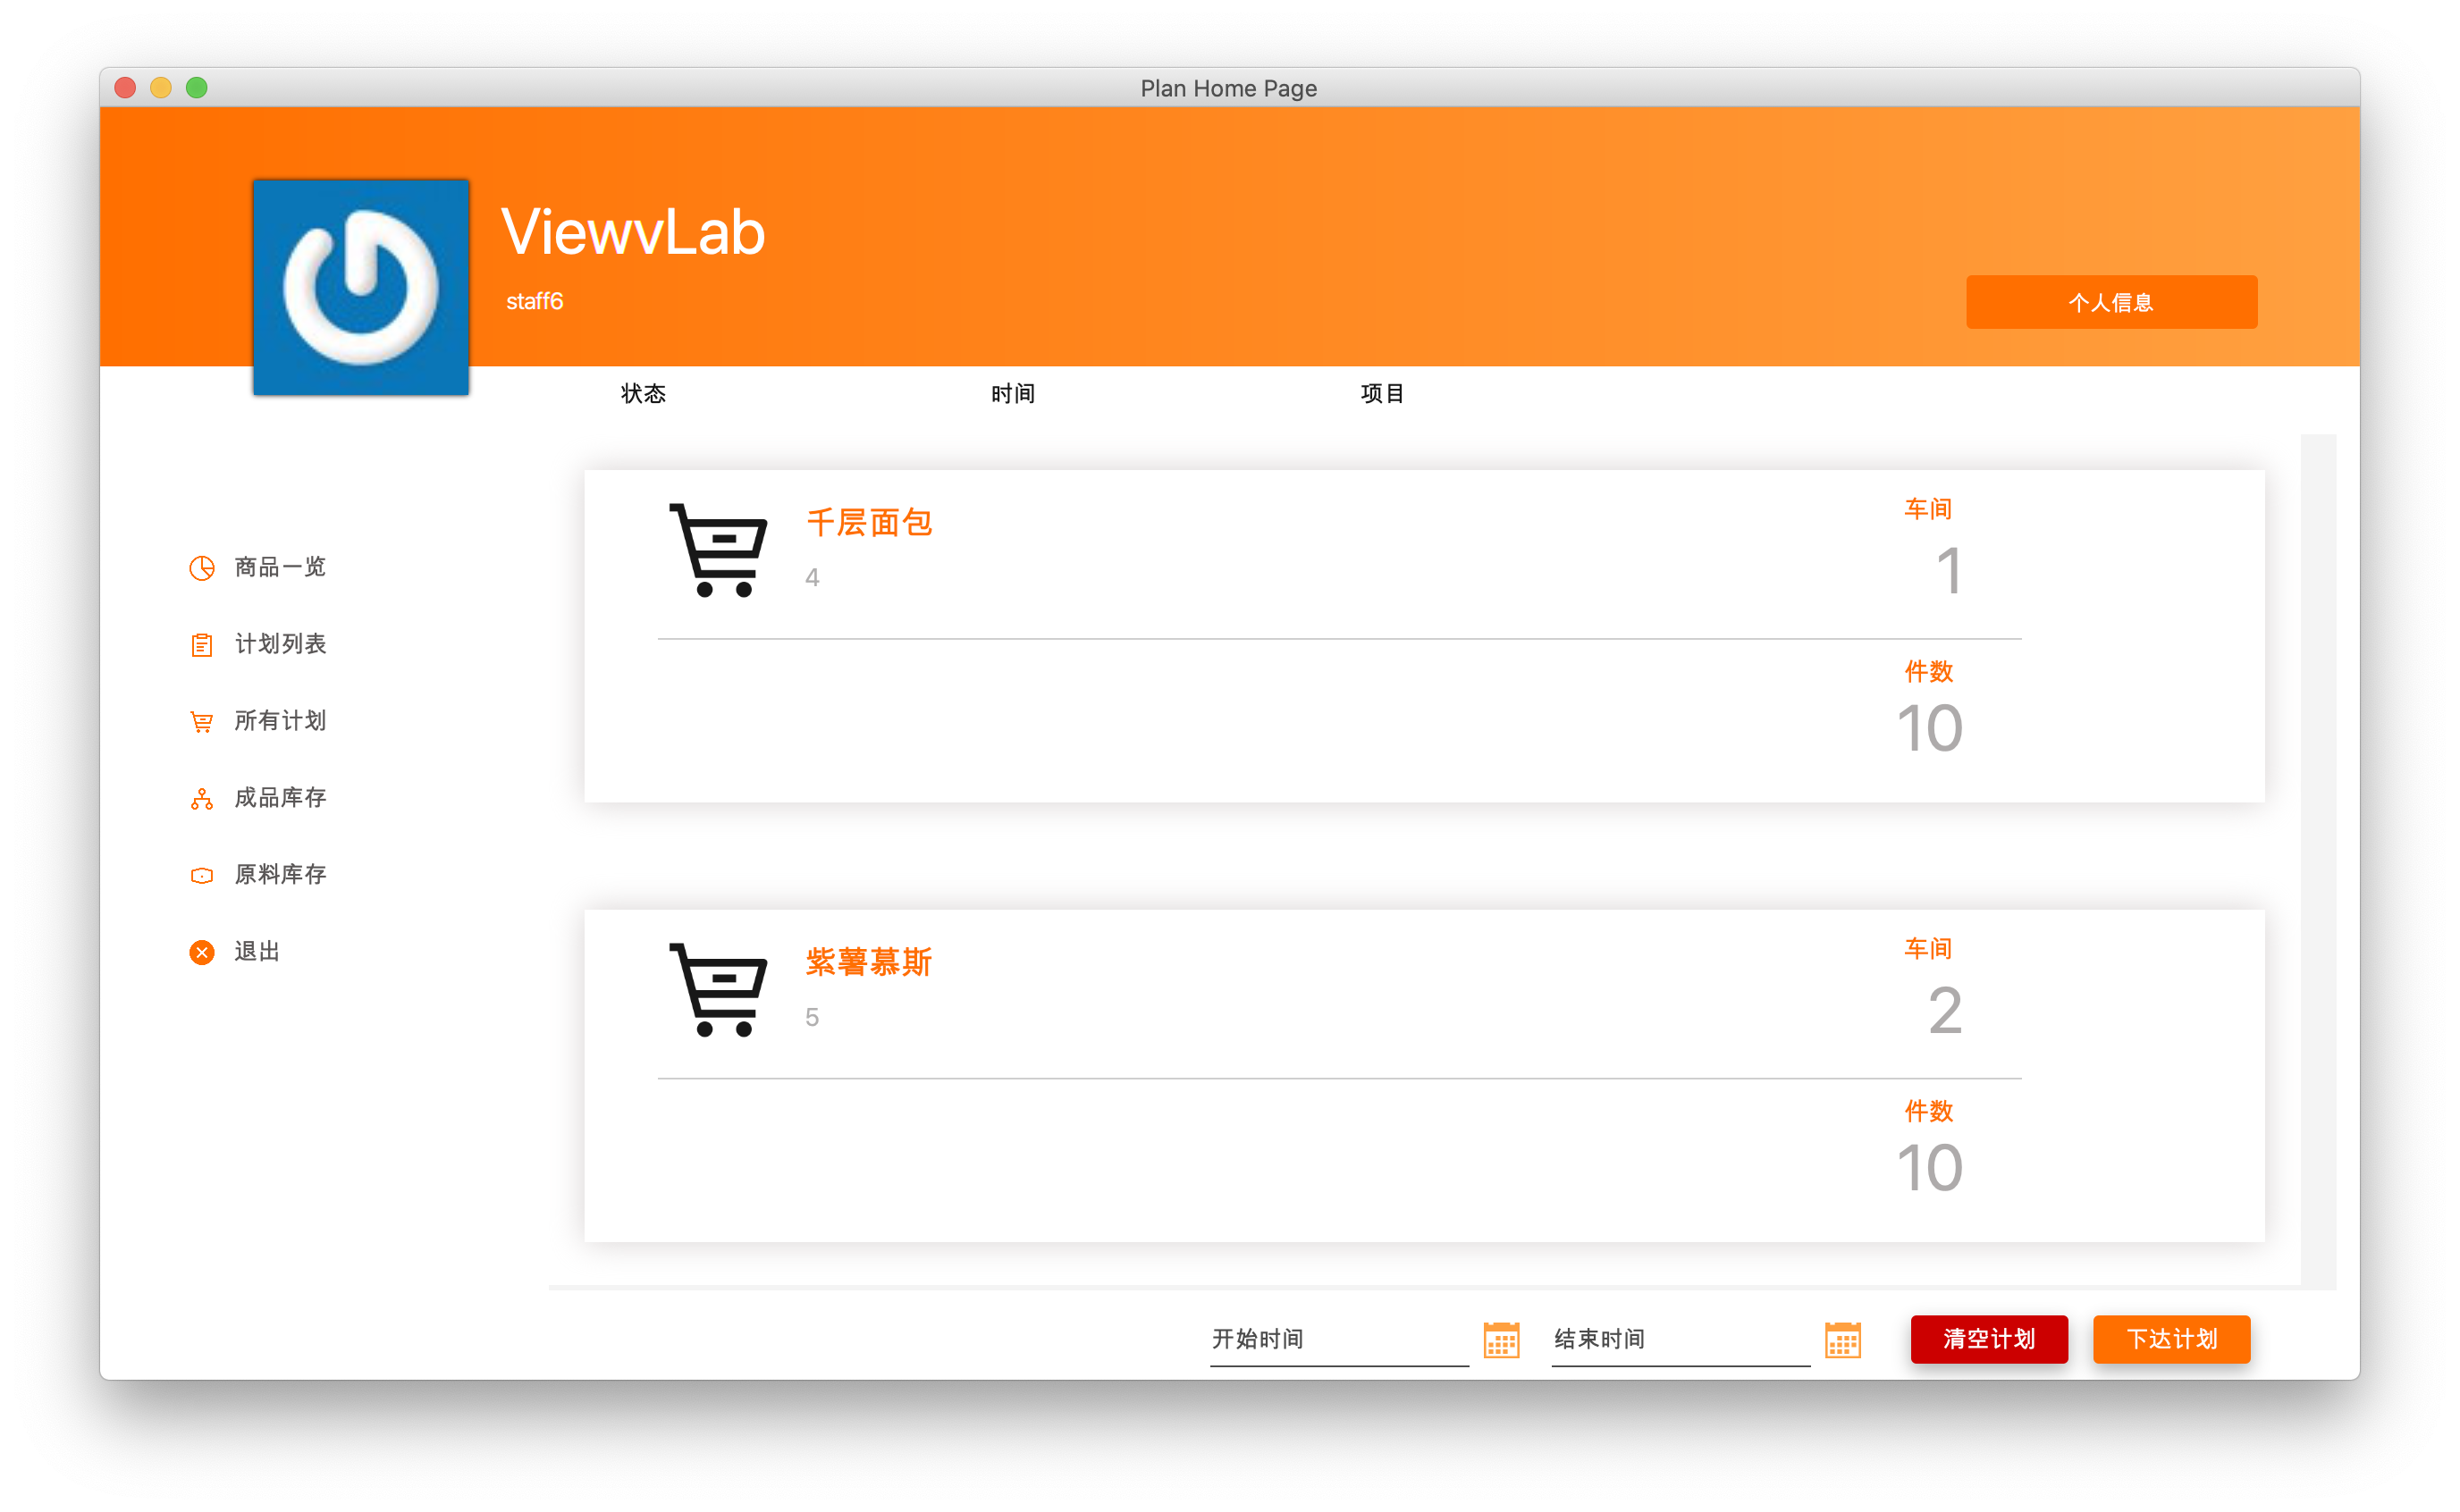 Plan Home Page
ViewvLab
staff6
个人信息
状态 时间 项目
商品一览
计划列表
所有计划
成品库存
原料库存
退出
千层面包
4
车间
1
件数
10
紫薯慕斯
5
车间
2
件数
10
开始时间 结束时间 清空计划 下达计划